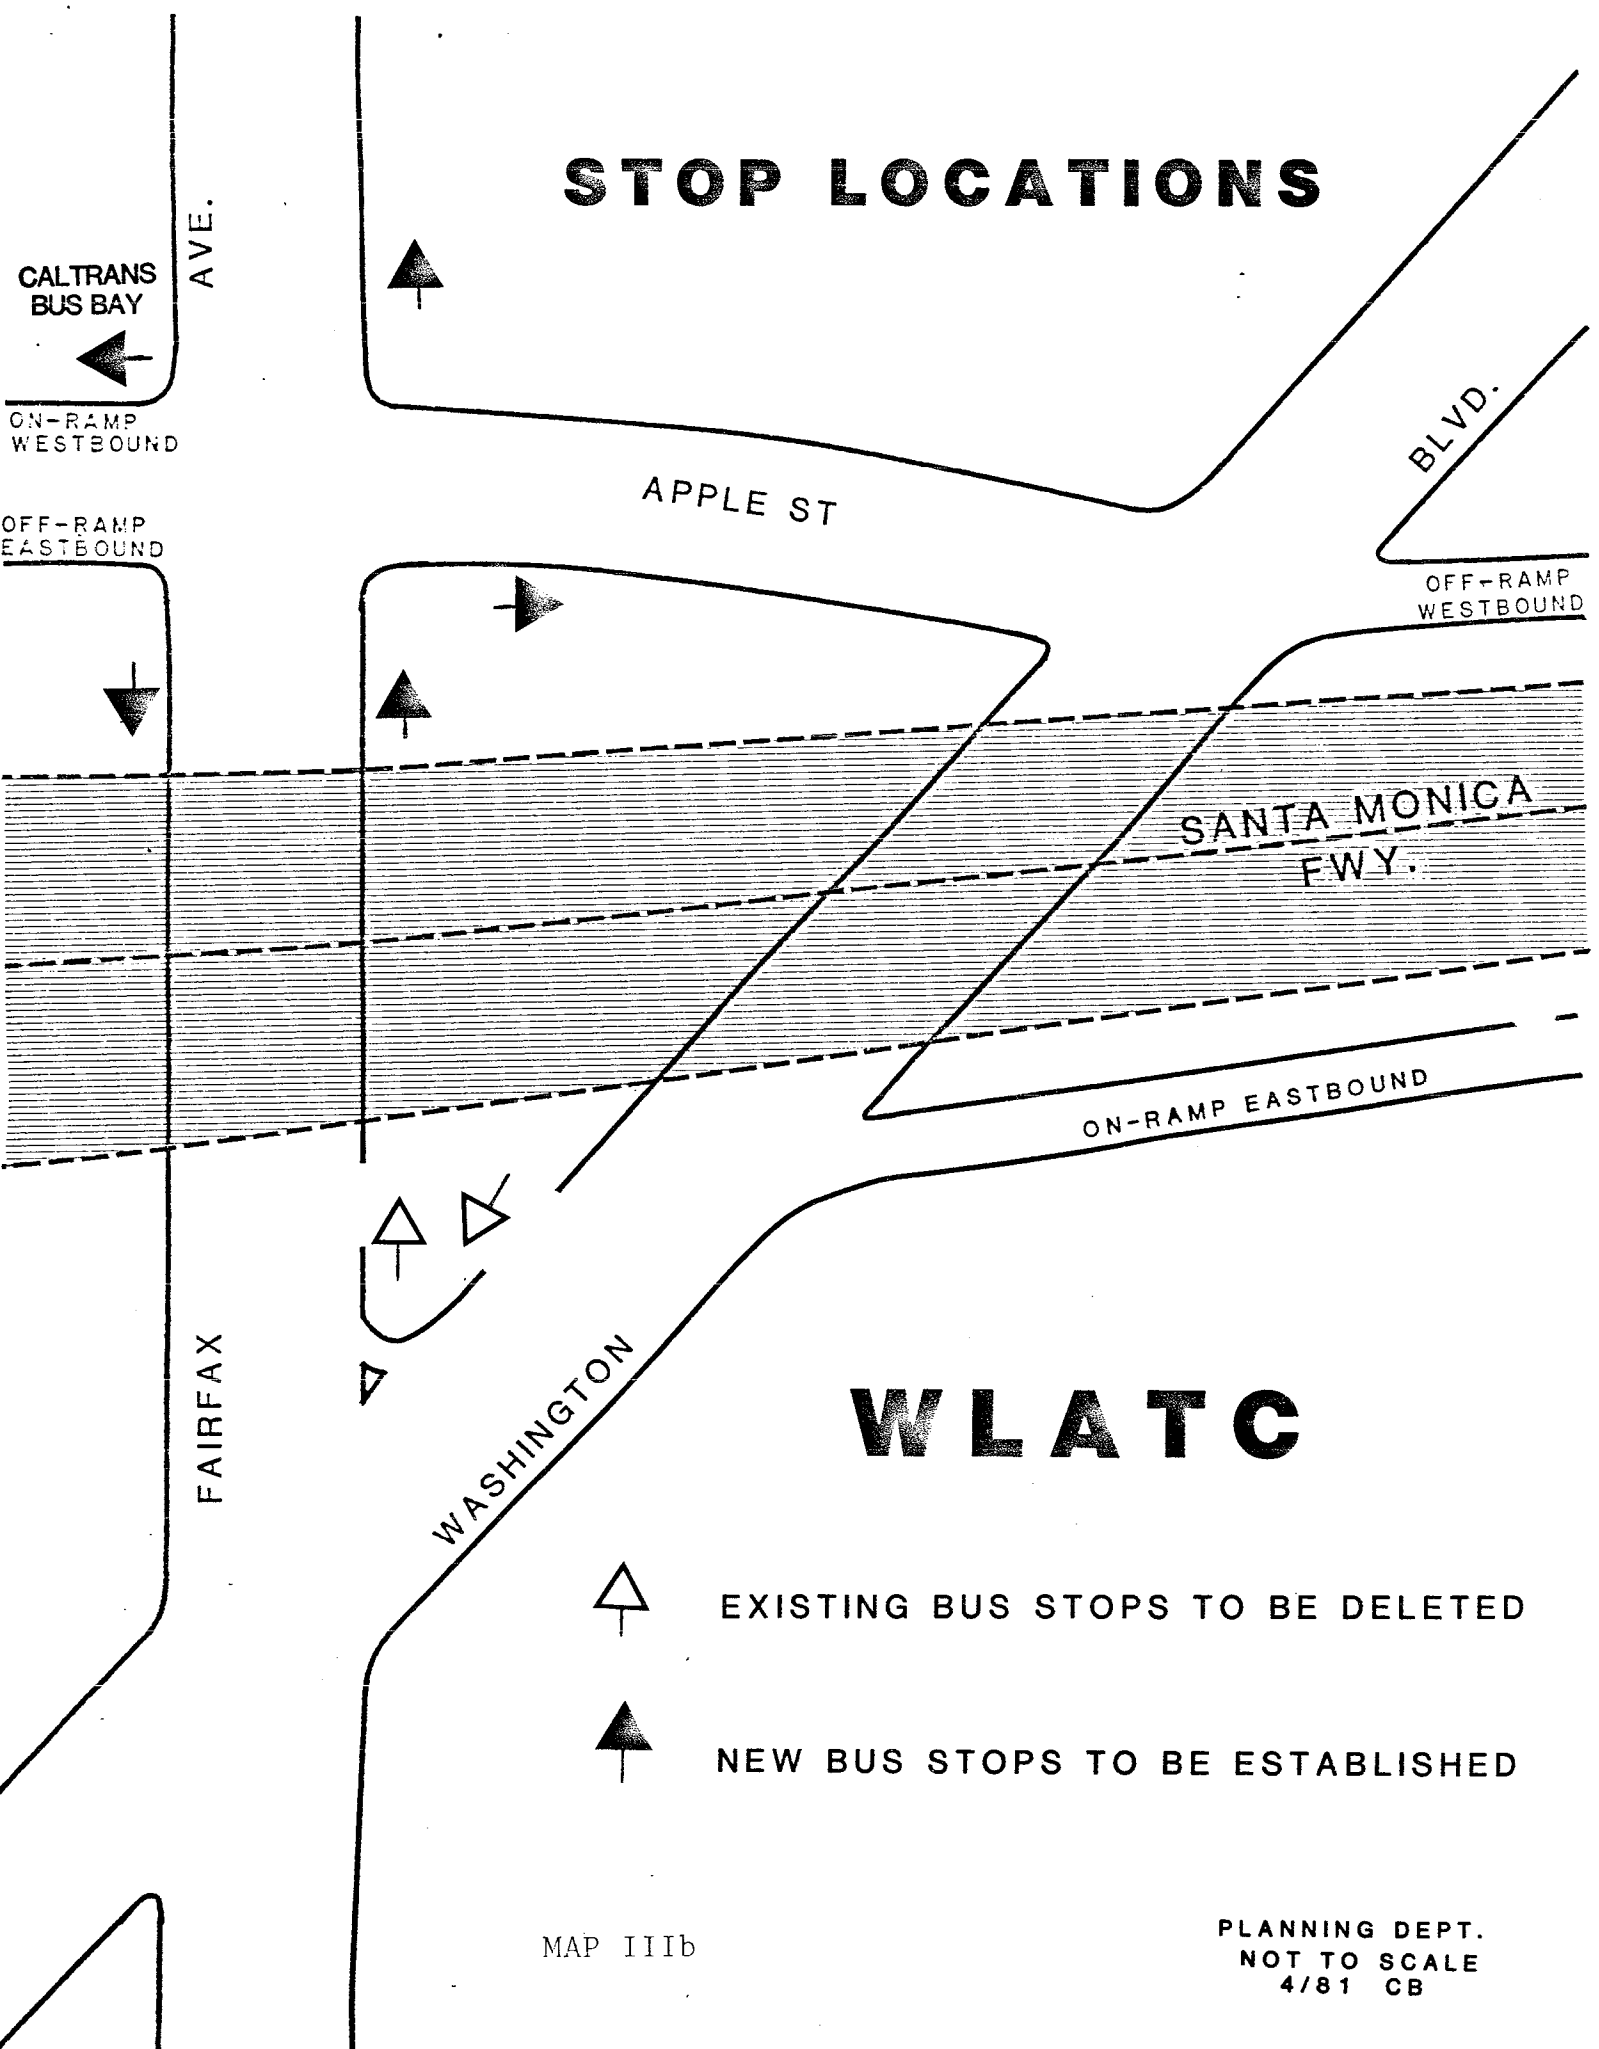 STOP LOCATIONS
AVE.
CALTRANS
BUS BAY
ON-RAMP
WESTBOUND
APPLE ST
BLVD.
OFF-RAMP
EASTBOUND
OFF-RAMP
WESTBOUND
SANTA MONICA
FWY.
ON-RAMP EASTBOUND
FAIRFAX
WASHINGTON
WLATC
EXISTING BUS STOPS TO BE DELETED
NEW BUS STOPS TO BE ESTABLISHED
MAP IIIb
PLANNING DEPT.
NOT TO SCALE
4/81 CB